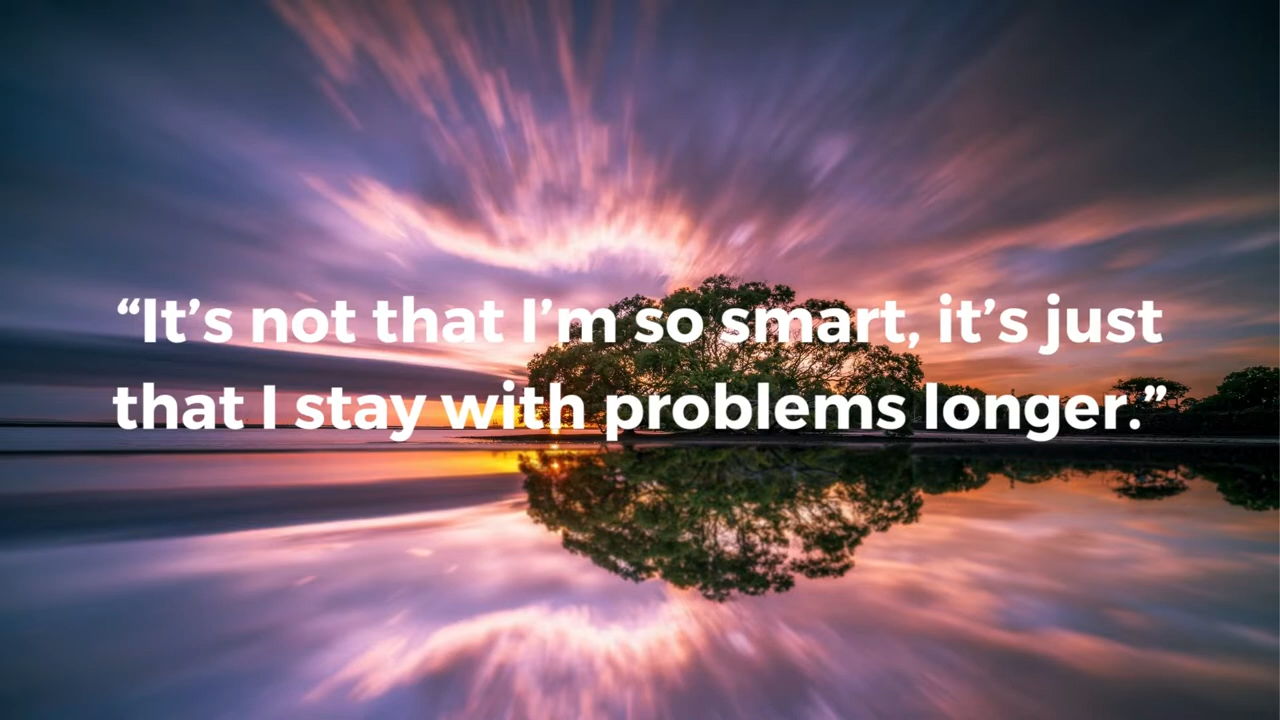 “It’s not that I’m so smart, it’s just
that I stay with problems longer.”